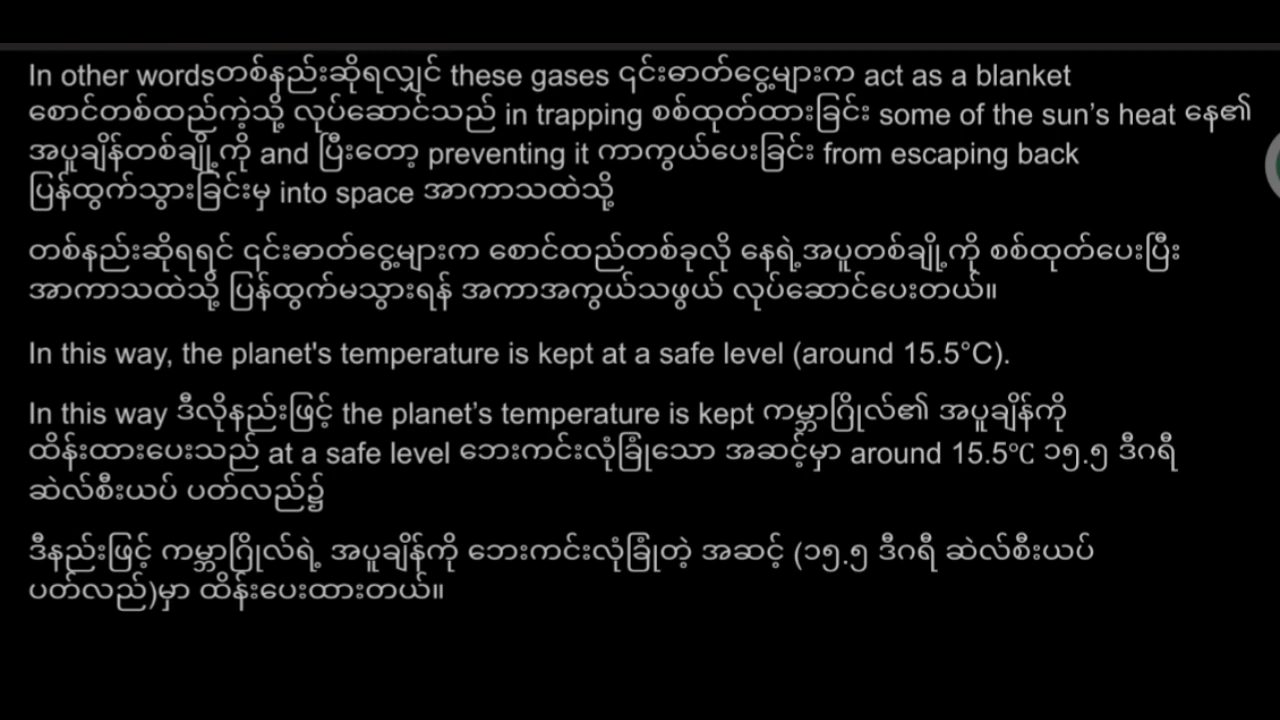 In other wordsတစ်နည်းဆိုရလျှင် these gases ၎င်းဓာတ်ငွေ့များက act as a blanket
စောင်တစ်ထည်ကဲ့သို့ လုပ်ဆောင်သည် in trapping စစ်ထုတ်ထားခြင်း some of the sun's heat နေ၏
အပူချိန်တစ်ချို့ကို and ပြီးတော့ preventing it ကာကွယ်ပေးခြင်း from escaping back
ပြန်ထွက်သွားခြင်းမှ into space အာကာသထဲသို့
တစ်နည်းဆိုရရင် ၎င်းဓာတ်ငွေ့များက စောင်ထည်တစ်ခုလို နေရဲ့အပူတစ်ချို့ကို စစ်ထုတ်ပေးပြီး
အာကာသထဲသို့ ပြန်ထွက်မသွားရန် အကာအကွယ်သဖွယ် လုပ်ဆောင်ပေးတယ်။
In this way, the planet's temperature is kept at a safe level (around 15.5°C).
In this way ဒီလိုနည်းဖြင့် the planet's temperature is kept ကမ္ဘာဂြိုလ်၏ အပူချိန်ကို
ထိန်းထားပေးသည် at a safe level ဘေးကင်းလုံခြုံသော အဆင့်မှာ around 15.5℃ ၁၅.၅ ဒီဂရီ
ဆဲလ်စီးယပ် ပတ်လည်၌
ဒီနည်းဖြင့် ကမ္ဘာဂြိုလ်ရဲ့ အပူချိန်ကို ဘေးကင်းလုံခြုံတဲ့ အဆင့် (၁၅.၅ ဒီဂရီ ဆဲလ်စီးယပ်
ပတ်လည်)မှာ ထိန်းပေးထားတယ်။